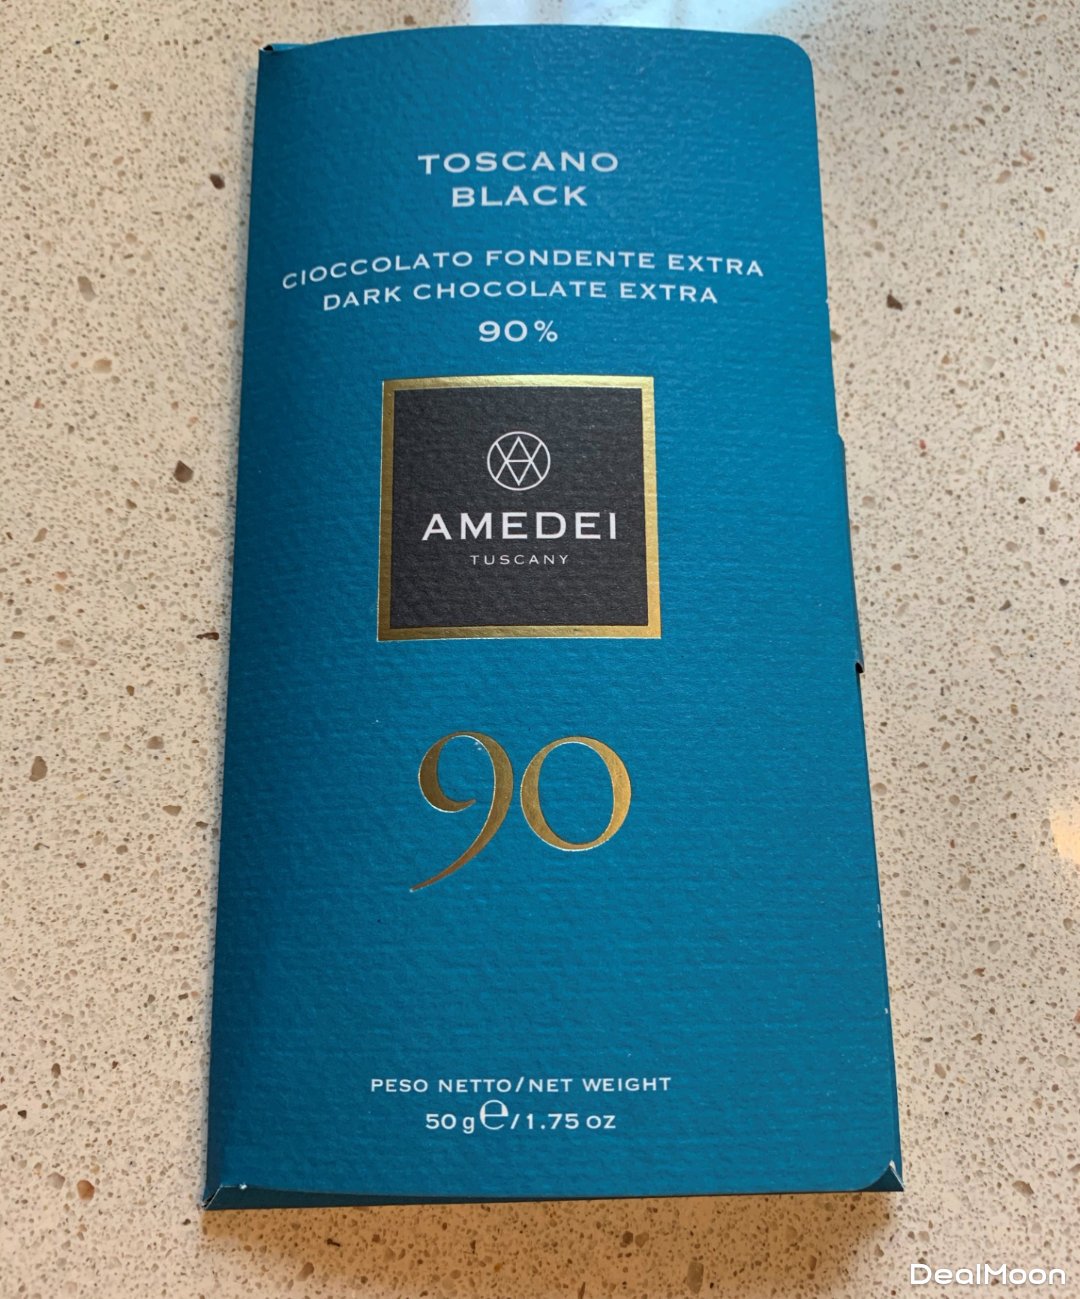 TOSCANO
BLACK
CIOCCOLATO FONDENTE EXTRA
DARK CHOCOLATE EXTRA
90%
AMEDEI
TUSCANY
90
PESO NETTO/NET WEIGHT
50 g℮/1.75 oz
DealMoon